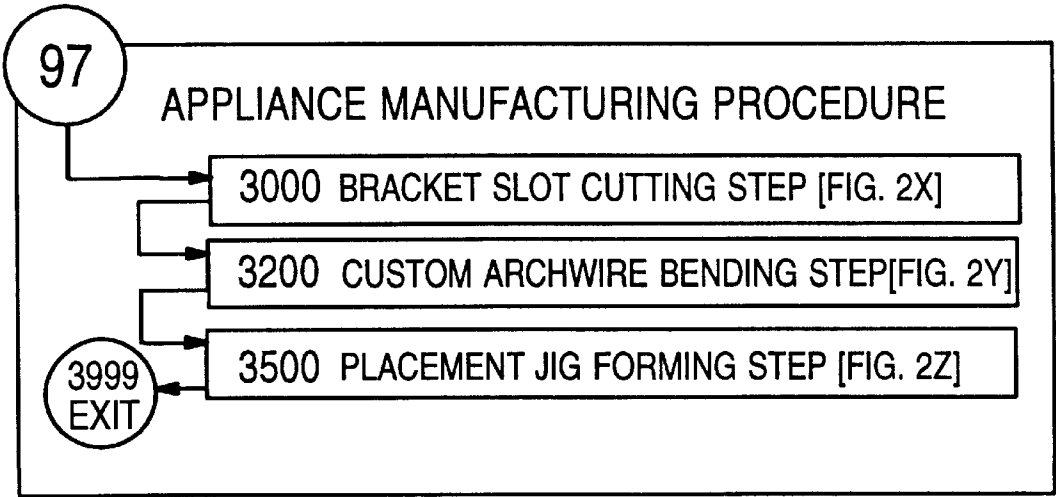 97
APPLIANCE MANUFACTURING PROCEDURE
3000 BRACKET SLOT CUTTING STEP [FIG. 2X]
3200 CUSTOM ARCHWIRE BENDING STEP[FIG. 2Y]
3500 PLACEMENT JIG FORMING STEP [FIG. 2Z]
3999
EXIT